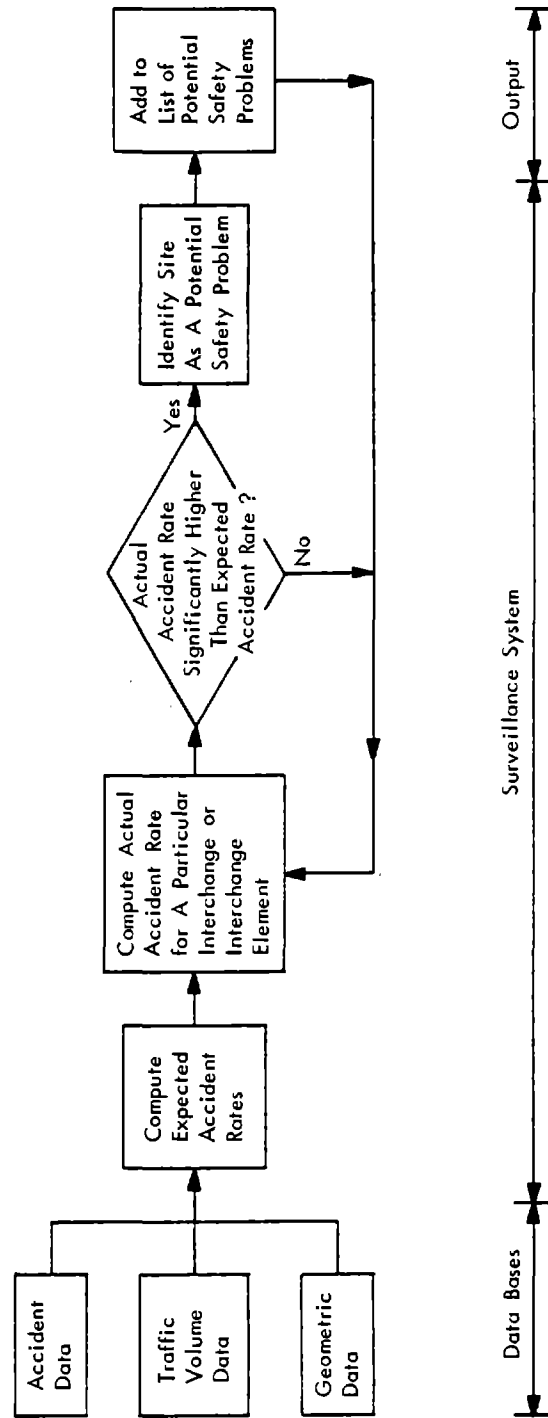 Accident
Data
Traffic
Volume
Data
Geometric
Data
Compute
Expected
Accident
Rates
Compute Actual
Accident Rate
for A Particular
Interchange or
Interchange
Element
Actual
Accident Rate
Significantly Higher
Than Expected
Accident Rate ?
Yes
No
Identify Site
As A Potential
Safety Problem
Add to
List of
Potential
Safety
Problems
Data Bases
Surveillance System
Output